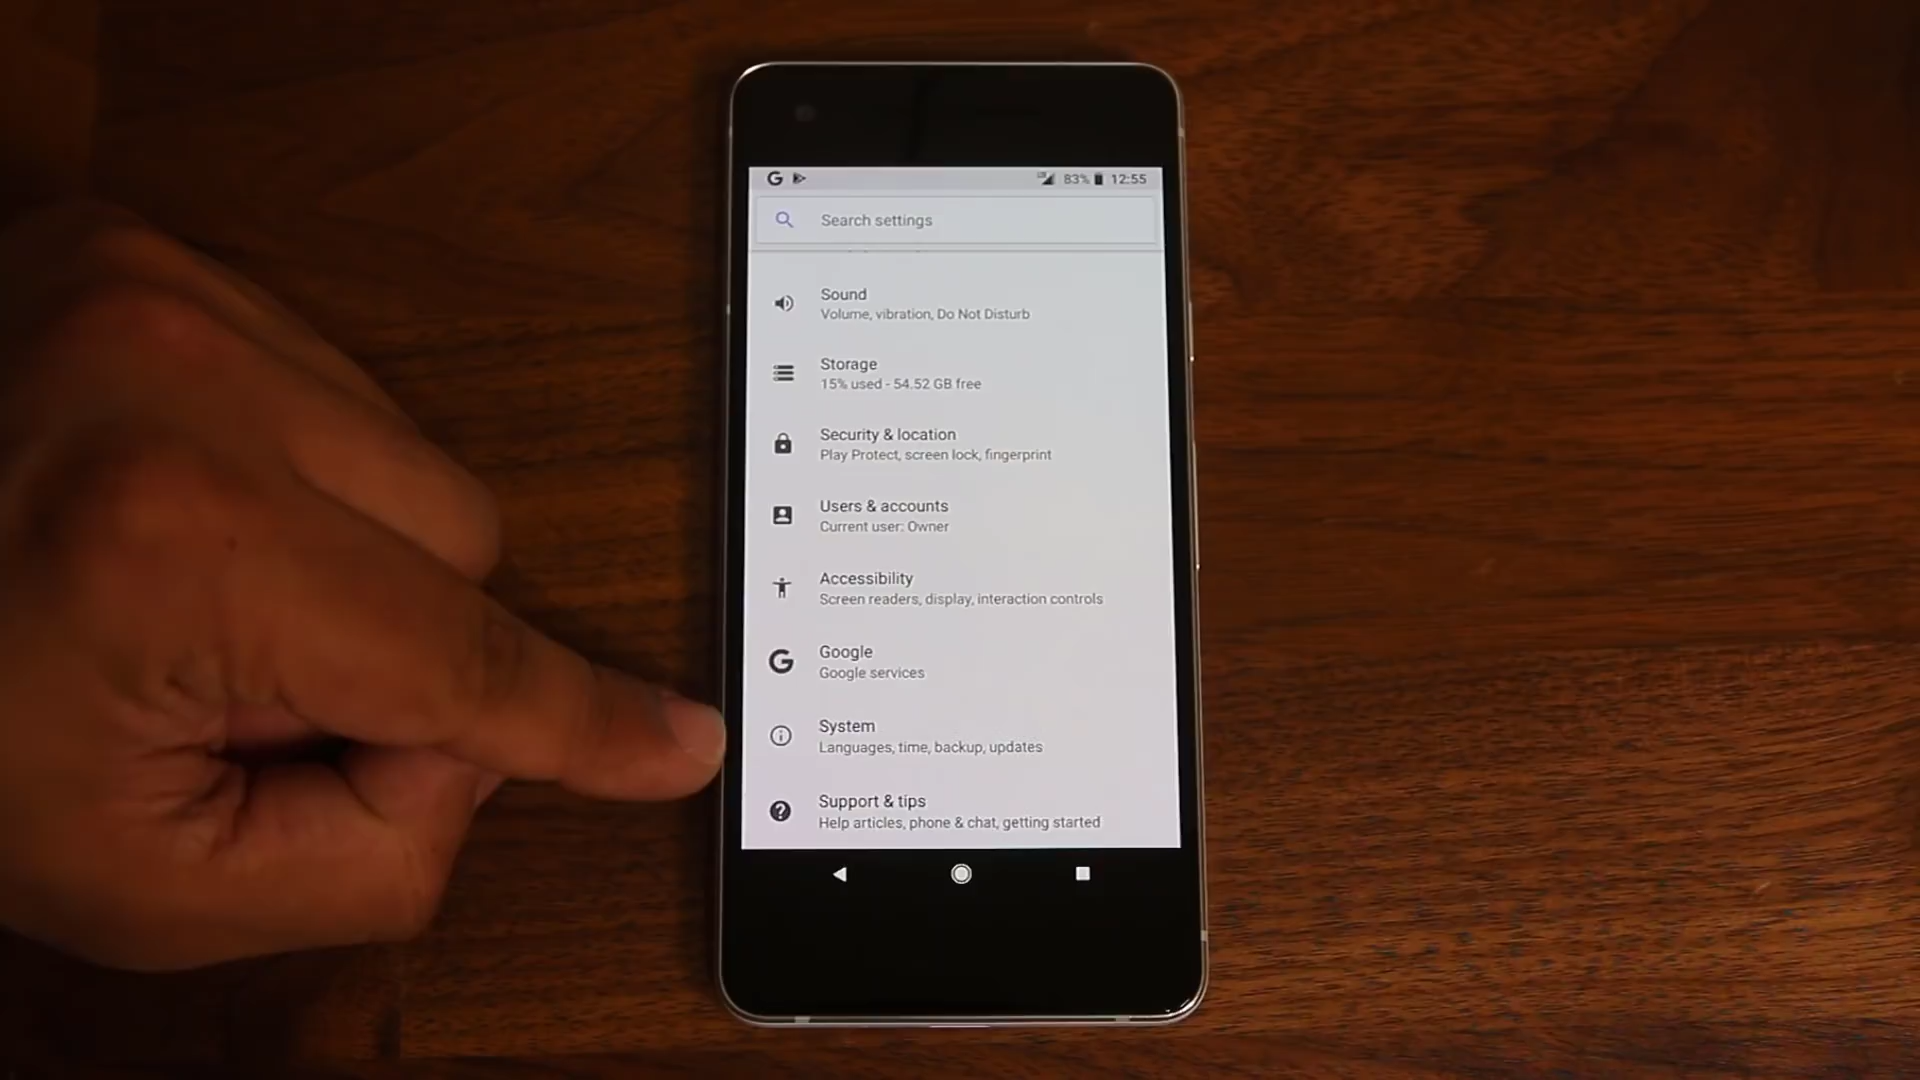 83% 12:55
Search settings
Sound
Volume, vibration, Do Not Disturb
Storage
15% used - 54.52 GB free
Security & location
Play Protect, screen lock, fingerprint
Users & accounts
Current user: Owner
Accessibility
Screen readers, display, interaction controls
Google
Google services
System
Languages, time, backup, updates
Support & tips
Help articles, phone & chat, getting started